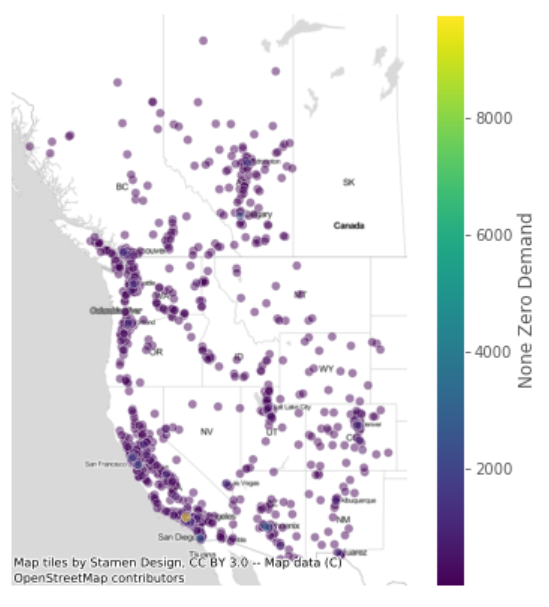 BC
SK
Canada
MT
OR
ID
WY
Salt Lake City
NV
UT
San Francisco
Las Vegas
Albuquerque
NM
San Diego
Tijuana
Map tiles by Stamen Design, CC BY 3.0 -- Map data (C)
OpenStreetMap contributors
8000
6000
4000
2000
None Zero Demand